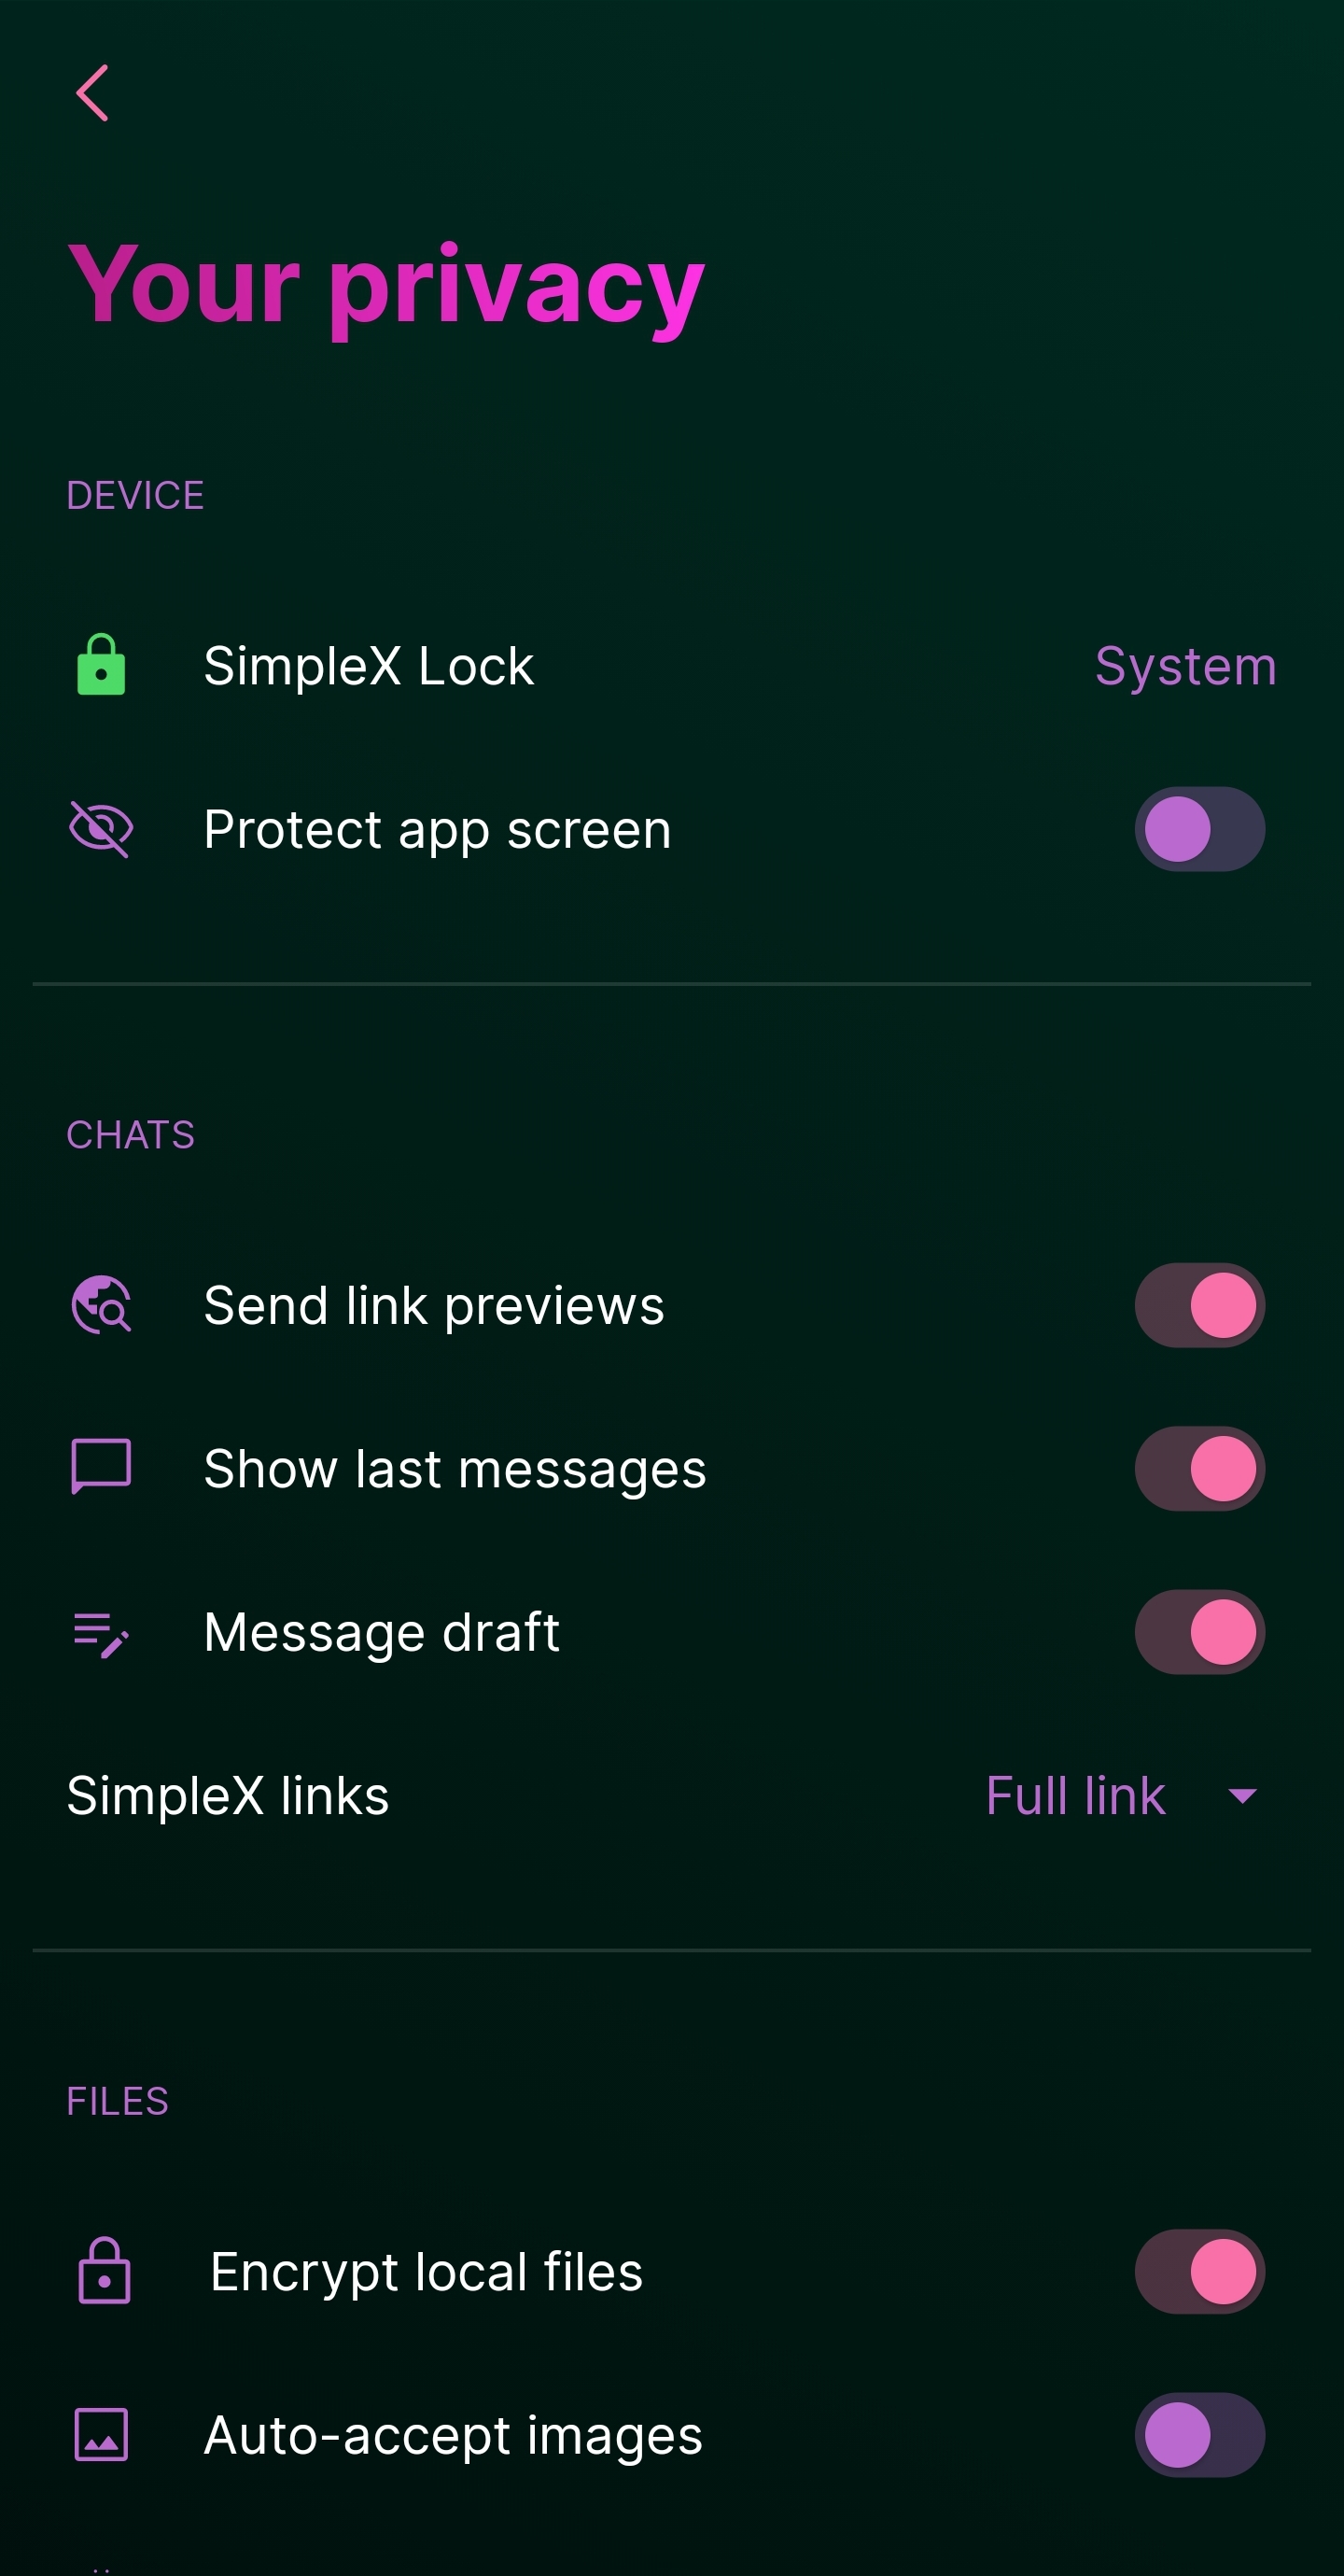 Your privacy
DEVICE
SimpleX Lock System
Protect app screen
CHATS
Send link previews
Show last messages
Message draft
SimpleX links Full link
FILES
Encrypt local files
Auto-accept images